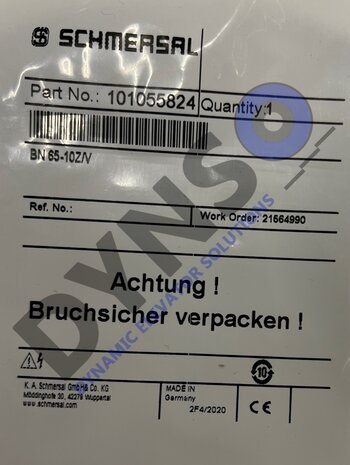 SCHMERSAL
Part No.: 101055824 Quantity:1
BN 65-10Z/V
Ref. No.: Work Order: 21564990
Achtung !
Bruchsicher verpacken !
10
K. A. Schmersal GmbH& Co. KG
Möddinghofe 30, 42279 Wuppertal
www.schmersal.com
MADE IN
Germany
2F4/2020
CE
DYNS
DYNAMIC ELEVATOR SOLUTIONS